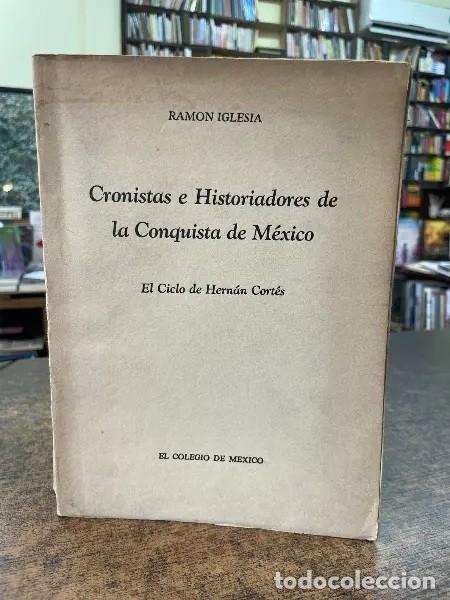 RAMON IGLESIA
Cronistas e Historiadores de
la Conquista de México
El Ciclo de Hernán Cortés
EL COLEGIO DE MEXICO
todocoleccion.net